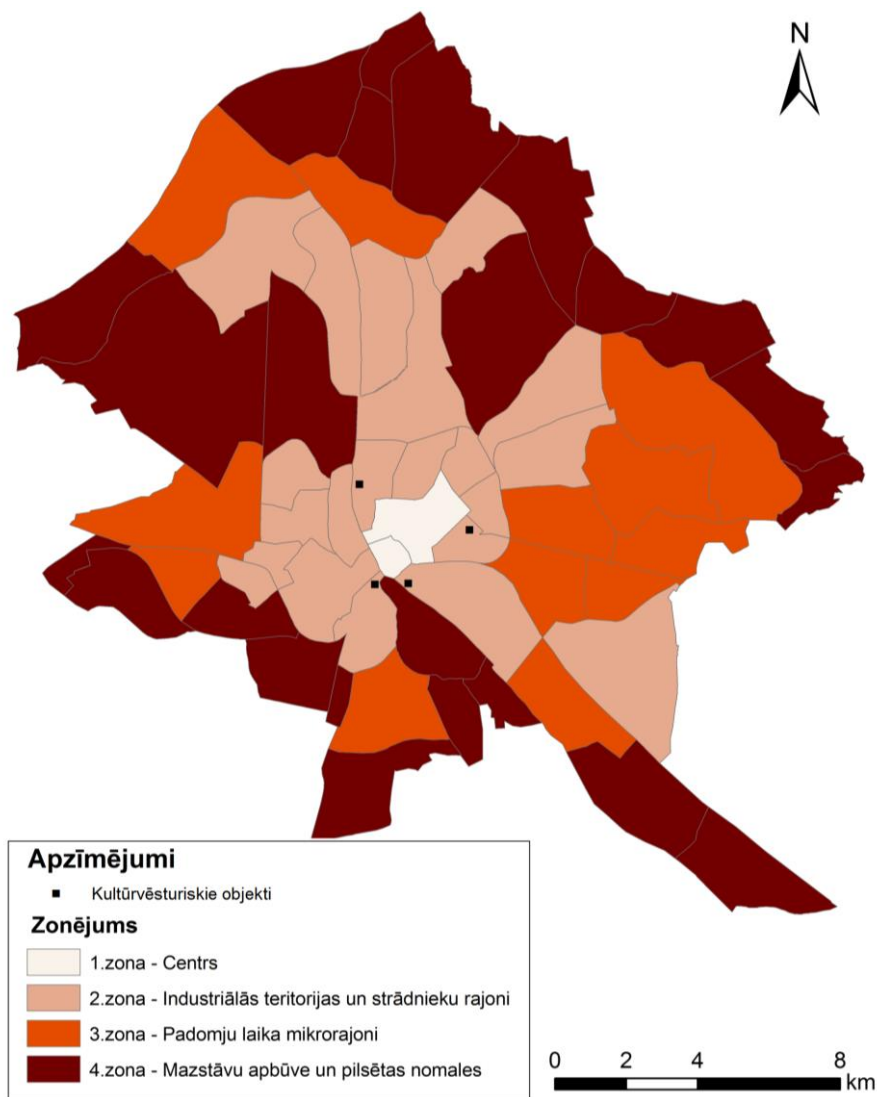 N
Apzīmējumi
Kultūrvēsturiskie objekti
Zonējums
1.zona - Centrs
2.zona - Industriālās teritorijas un strādnieku rajoni
3.zona - Padomju laika mikrorajoni
4.zona - Mazstāvu apbūve un pilsētas nomales
0 2 4 8
km